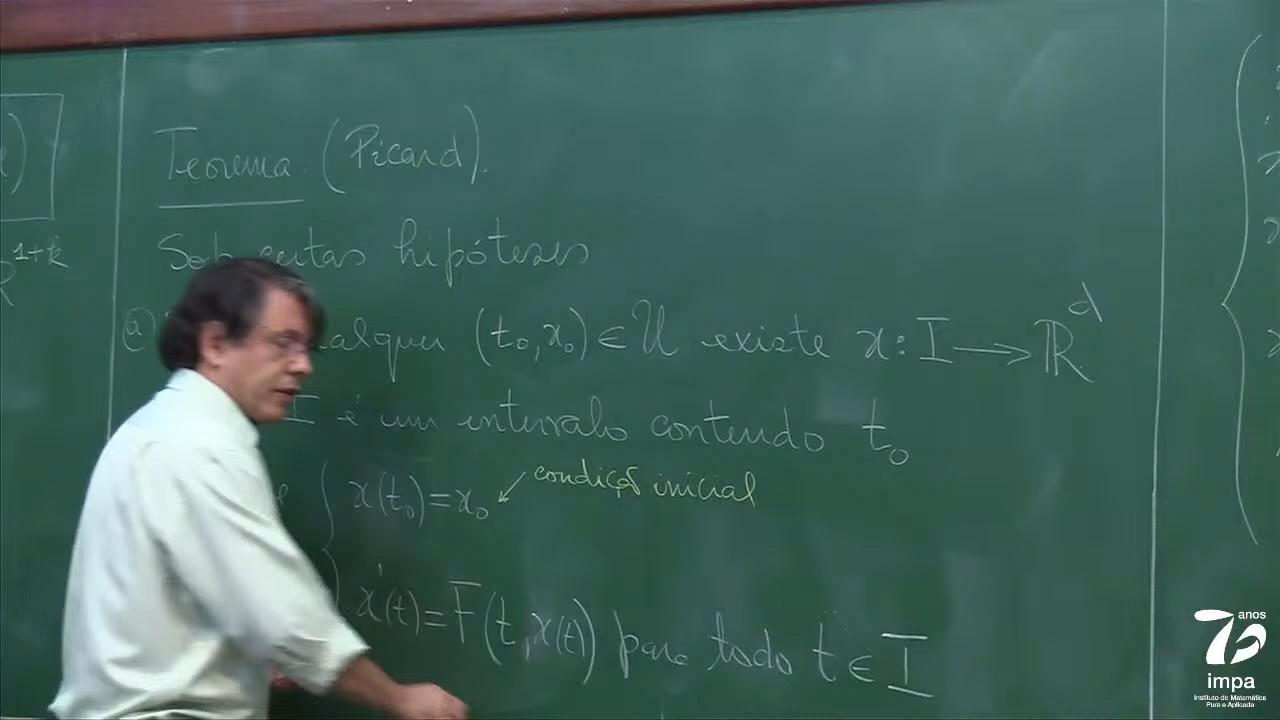 Teorema. (Picard).
Sob certas hipóteses
(a) qualquer (t₀,x₀) ∈ U existe x: I → ℝᵈ
I é um intervalo contendo t₀
x(t₀)=x₀ condição inicial
x'(t)=F(t,x(t)) para todo t ∈ I
1+k
ℝ
anos
impa
Instituto de Matemática
Pura e Aplicada